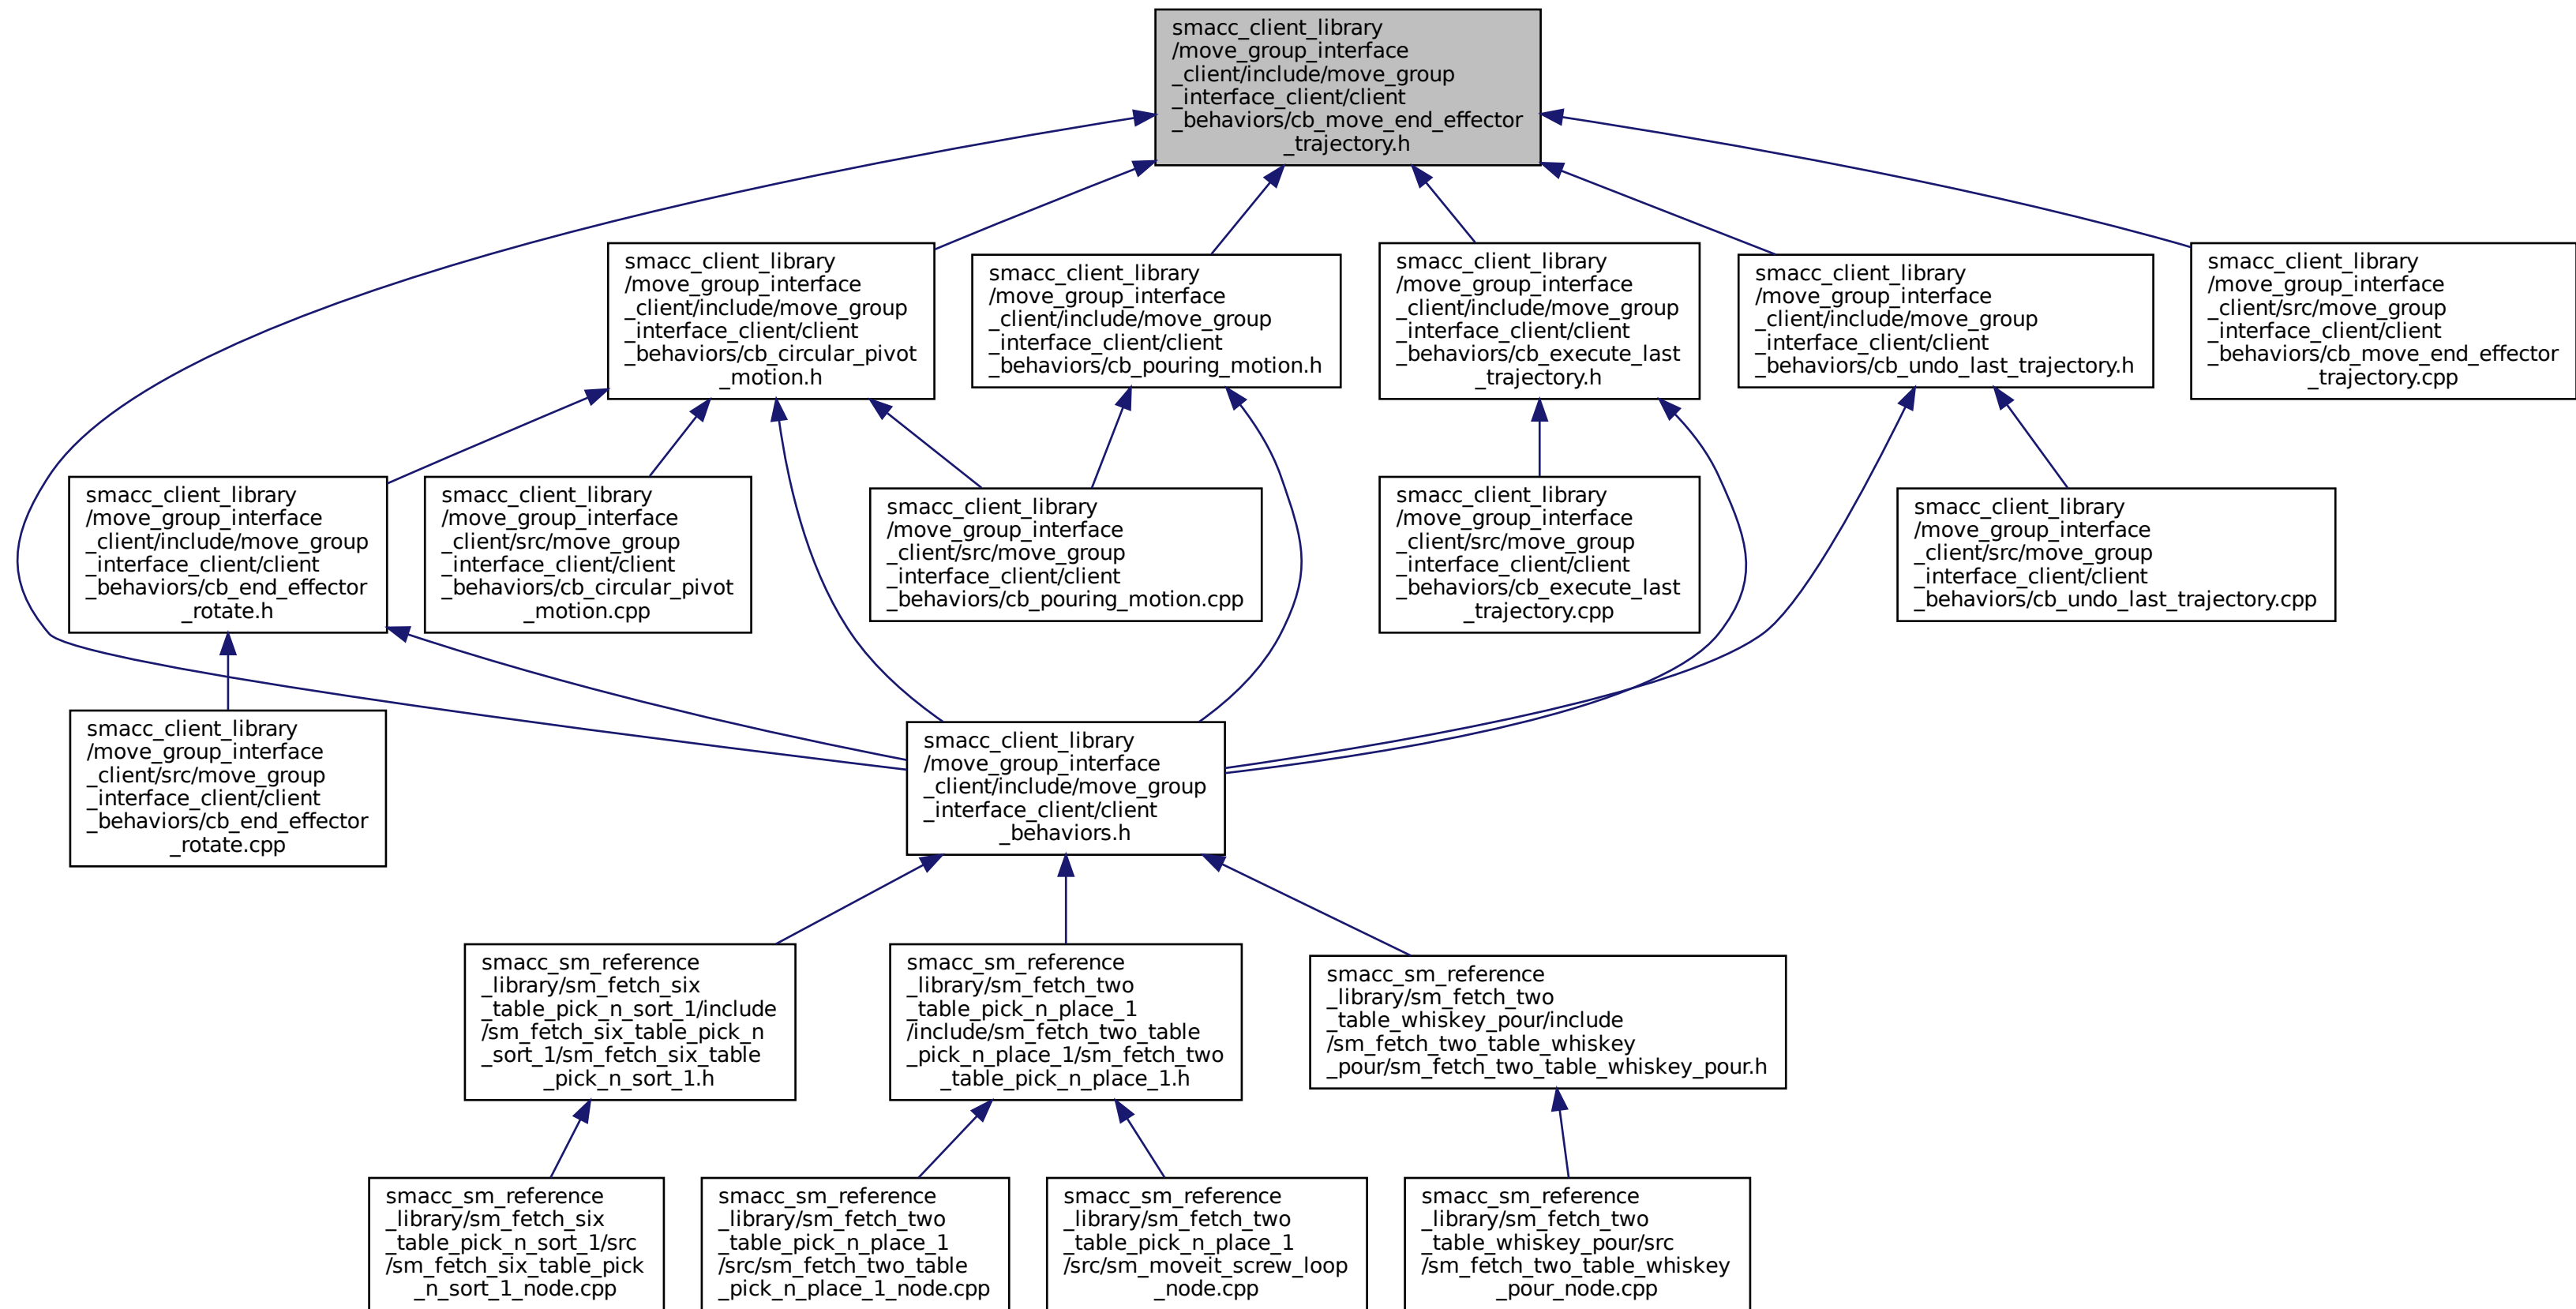 smacc_client_library
/move_group_interface
_client/include/move_group
_interface_client/client
_behaviors/cb_move_end_effector
_trajectory.h
smacc_client_library
/move_group_interface
_client/include/move_group
_interface_client/client
_behaviors/cb_circular_pivot
_motion.h
smacc_client_library
/move_group_interface
_client/include/move_group
_interface_client/client
_behaviors/cb_pouring_motion.h
smacc_client_library
/move_group_interface
_client/include/move_group
_interface_client/client
_behaviors/cb_execute_last
_trajectory.h
smacc_client_library
/move_group_interface
_client/include/move_group
_interface_client/client
_behaviors/cb_undo_last_trajectory.h
smacc_client_library
/move_group_interface
_client/src/move_group
_interface_client/client
_behaviors/cb_move_end_effector
_trajectory.cpp
smacc_client_library
/move_group_interface
_client/include/move_group
_interface_client/client
_behaviors/cb_end_effector
_rotate.h
smacc_client_library
/move_group_interface
_client/src/move_group
_interface_client/client
_behaviors/cb_circular_pivot
_motion.cpp
smacc_client_library
/move_group_interface
_client/src/move_group
_interface_client/client
_behaviors/cb_pouring_motion.cpp
smacc_client_library
/move_group_interface
_client/src/move_group
_interface_client/client
_behaviors/cb_execute_last
_trajectory.cpp
smacc_client_library
/move_group_interface
_client/src/move_group
_interface_client/client
_behaviors/cb_undo_last_trajectory.cpp
smacc_client_library
/move_group_interface
_client/src/move_group
_interface_client/client
_behaviors/cb_end_effector
_rotate.cpp
smacc_client_library
/move_group_interface
_client/include/move_group
_interface_client/client
_behaviors.h
smacc_sm_reference
_library/sm_fetch_six
_table_pick_n_sort_1/include
/sm_fetch_six_table_pick_n
_sort_1/sm_fetch_six_table
_pick_n_sort_1.h
smacc_sm_reference
_library/sm_fetch_two
_table_pick_n_place_1
/include/sm_fetch_two_table
_pick_n_place_1/sm_fetch_two
_table_pick_n_place_1.h
smacc_sm_reference
_library/sm_fetch_two
_table_whiskey_pour/include
/sm_fetch_two_table_whiskey
_pour/sm_fetch_two_table_whiskey_pour.h
smacc_sm_reference
_library/sm_fetch_six
_table_pick_n_sort_1/src
/sm_fetch_six_table_pick
_n_sort_1_node.cpp
smacc_sm_reference
_library/sm_fetch_two
_table_pick_n_place_1
/src/sm_fetch_two_table
_pick_n_place_1_node.cpp
smacc_sm_reference
_library/sm_fetch_two
_table_pick_n_place_1
/src/sm_moveit_screw_loop
_node.cpp
smacc_sm_reference
_library/sm_fetch_two
_table_whiskey_pour/src
/sm_fetch_two_table_whiskey
_pour_node.cpp